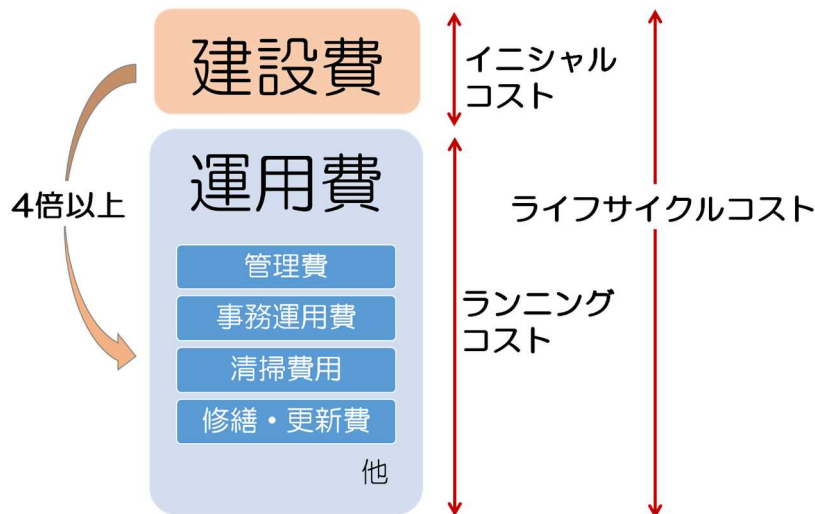 建設費
イニシャル
コスト
運用費
4倍以上
ライフサイクルコスト
管理費
事務運用費
清掃費用
修繕・更新費
他
ランニング
コスト